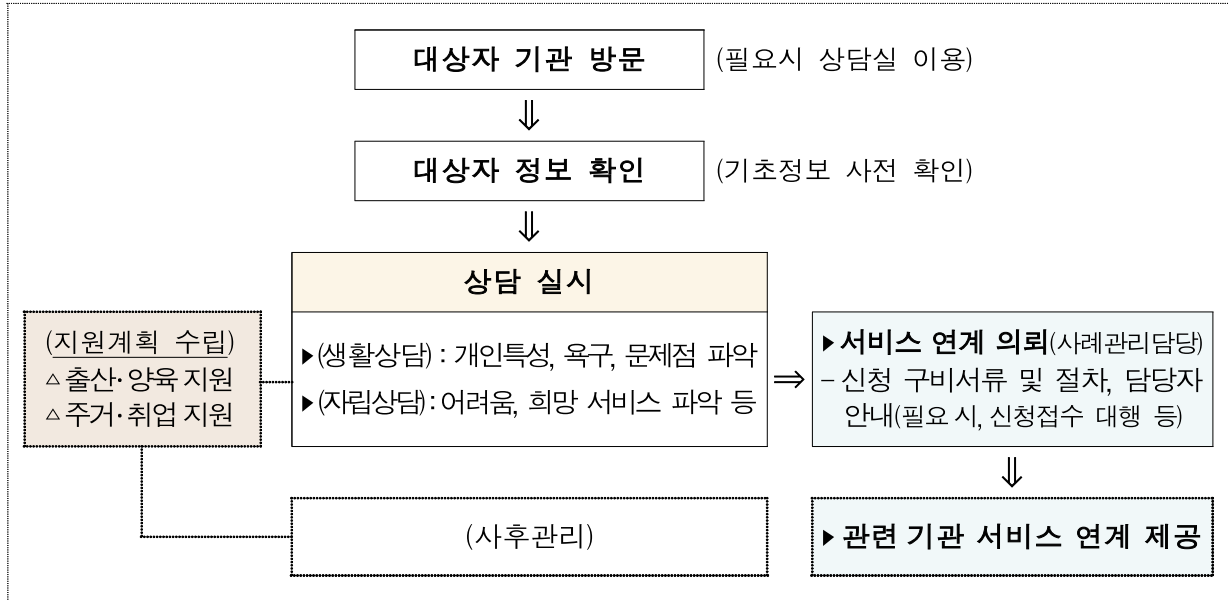 대상자 기관 방문 (필요시 상담실 이용)
⇓
대상자 정보 확인 (기초정보 사전 확인)
⇓
상담 실시
(지원계획 수립)
△ 출산·양육 지원
△ 주거·취업 지원
▶(생활상담) : 개인특성, 욕구, 문제점 파악
▶(자립상담) : 어려움, 희망 서비스 파악 등
⇒
▶서비스 연계 의뢰(사례관리담당)
- 신청 구비서류 및 절차, 담당자
안내(필요 시, 신청접수 대행 등)
⇓
(사후관리)
▶관련 기관 서비스 연계 제공